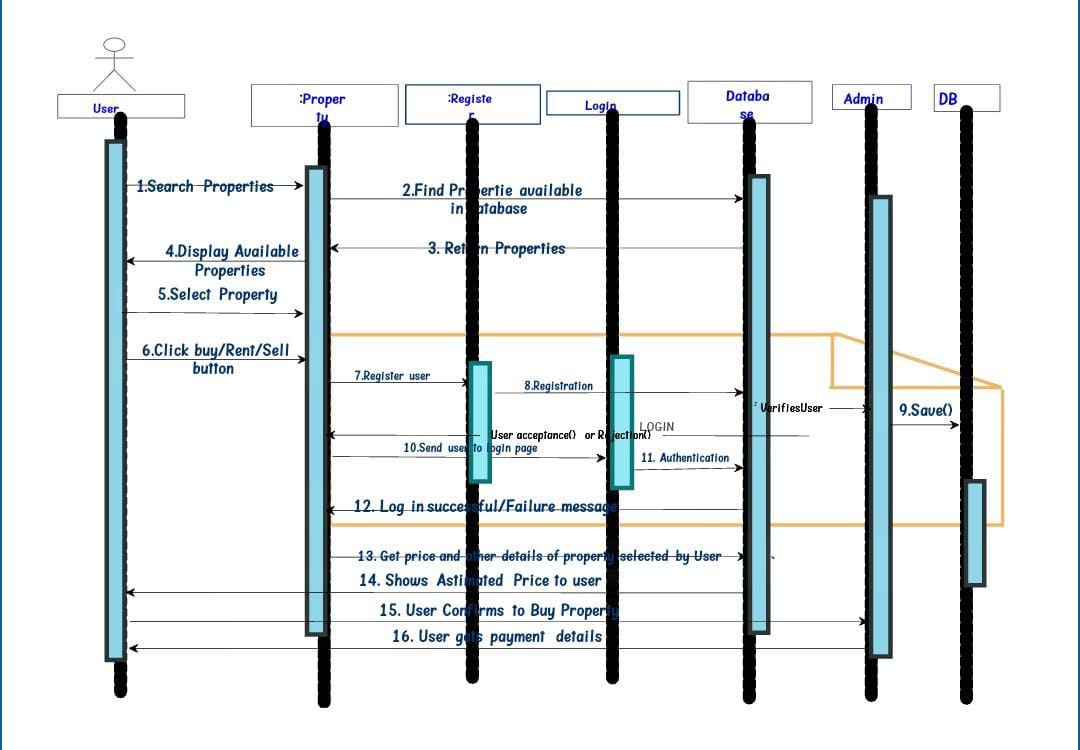 User
:Proper
ty
:Registe
r
Login
Databa
se
Admin
DB
1.Search Properties
2.Find Propertie available
in Database
3. Return Properties
4.Display Available
Properties
5.Select Property
6.Click buy/Rent/Sell
button
7.Register user
8.Registration
VerifiesUser
9.Save()
LOGIN
User acceptance() or Rejection()
10.Send user to login page
11. Authentication
12. Log in successful/Failure message
13. Get price and other details of property selected by User
14. Shows Astimated Price to user
15. User Confirms to Buy Property
16. User gets payment details